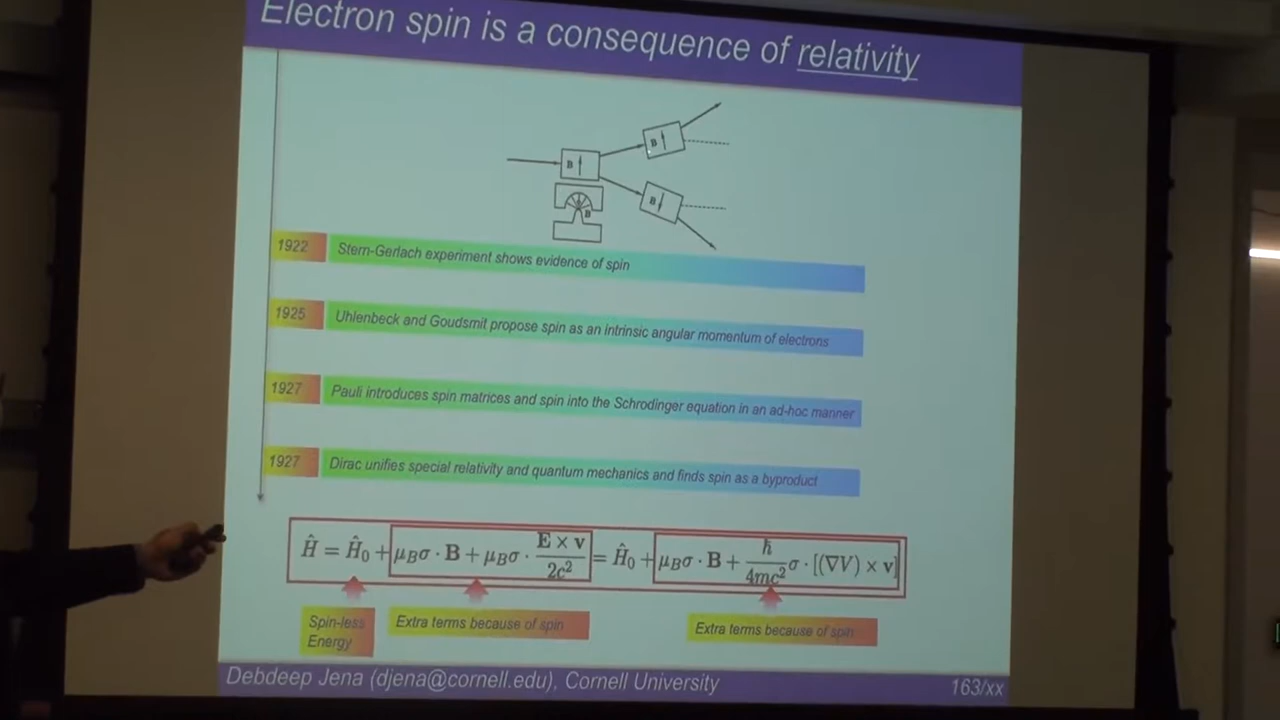 Electron spin is a consequence of relativity
B
B
B
B
1922 Stern-Gerlach experiment shows evidence of spin
1925 Uhlenbeck and Goudsmit propose spin as an intrinsic angular momentum of electrons
1927 Pauli introduces spin matrices and spin into the Schrodinger equation in an ad-hoc manner
1927 Dirac unifies special relativity and quantum mechanics and finds spin as a byproduct
Ĥ = Ĥ₀ + μ_Bσ · B + μ_Bσ · (E × v)/(2c²) = Ĥ₀ + μ_Bσ · B + ħ/(4mc²) σ · [(∇V) × v]
Spin-less
Energy
Extra terms because of spin
Extra terms because of spin
Debdeep Jena (djena@cornell.edu), Cornell University
163/xx